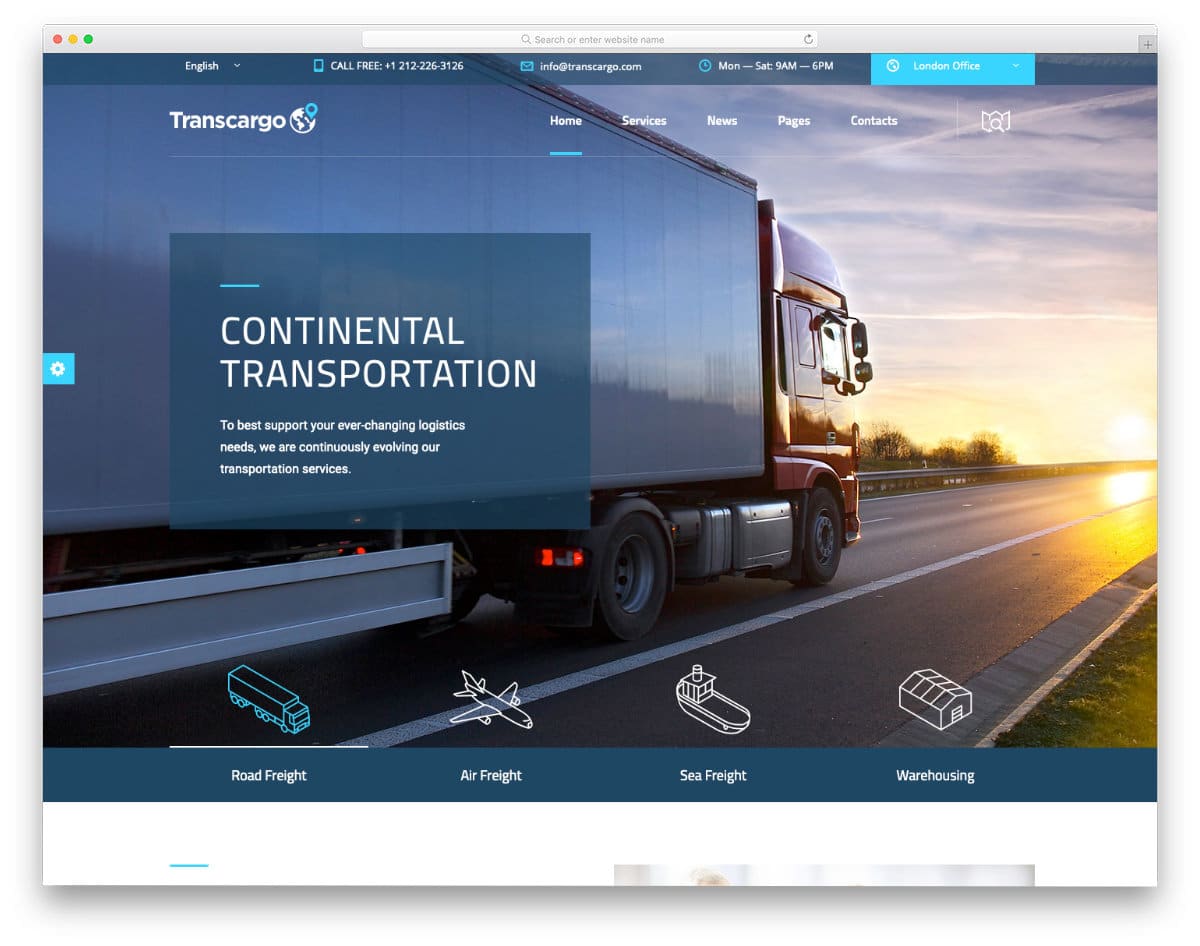 Search or enter website name
English
CALL FREE: +1 212-226-3126
info@transcargo.com
Mon — Sat: 9AM — 6PM
London Office
Transcargo
Home
Services
News
Pages
Contacts
CONTINENTAL
TRANSPORTATION
To best support your ever-changing logistics
needs, we are continuously evolving our
transportation services.
Road Freight
Air Freight
Sea Freight
Warehousing